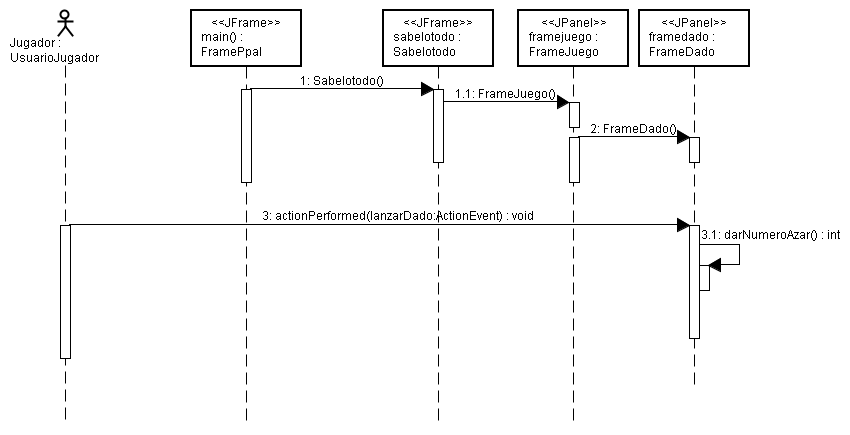 Jugador :
UsuarioJugador
<<JFrame>>
main() :
FramePpal
<<JFrame>>
sabelotodo :
Sabelotodo
<<JPanel>>
framejuego :
FrameJuego
<<JPanel>>
framedado :
FrameDado
1: Sabelotodo()
1.1: FrameJuego()
2: FrameDado()
3: actionPerformed(lanzarDado:ActionEvent) : void
3.1: darNumeroAzar() : int